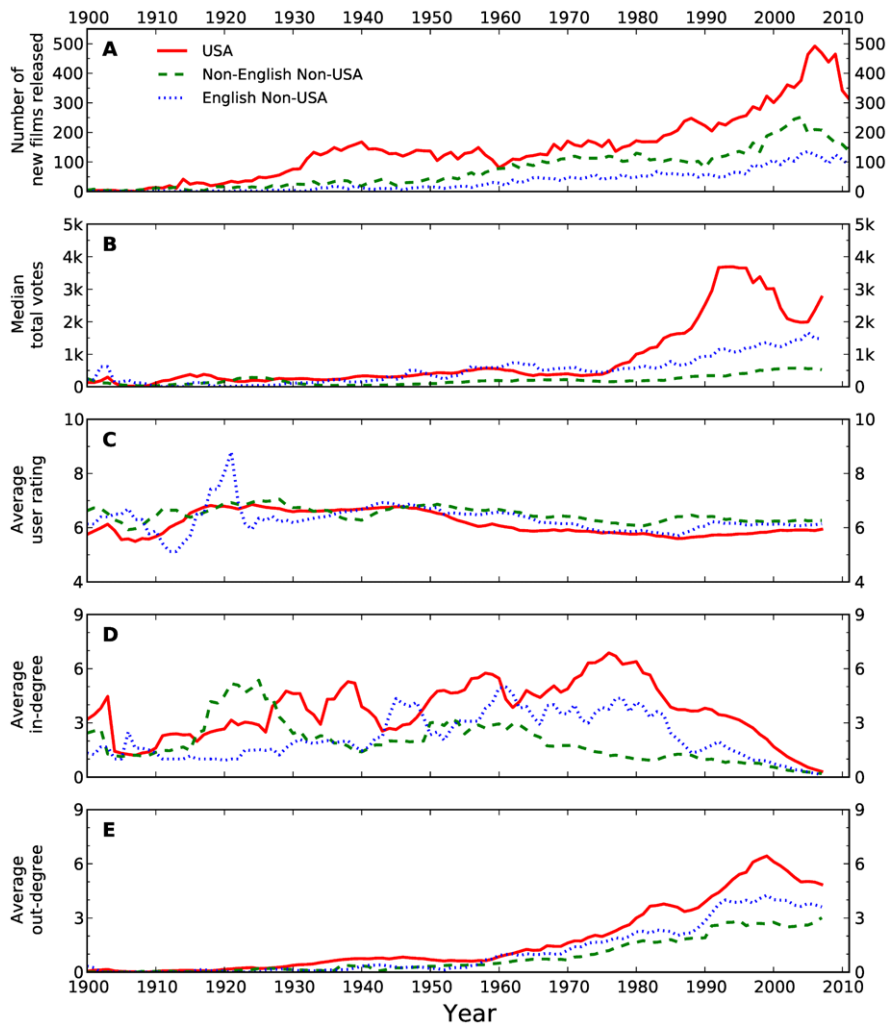 1900 1910 1920 1930 1940 1950 1960 1970 1980 1990 2000 2010
A
USA
Non-English Non-USA
English Non-USA
Number of
new films released
500 500
400 400
300 300
200 200
100 100
0 0
B
Median
total votes
5k 5k
4k 4k
3k 3k
2k 2k
1k 1k
0 0
C
Average
user rating
10 10
8 8
6 6
4 4
D
Average
in-degree
9 9
6 6
3 3
0 0
E
Average
out-degree
9 9
6 6
3 3
0 0
1900 1910 1920 1930 1940 1950 1960 1970 1980 1990 2000 2010
Year